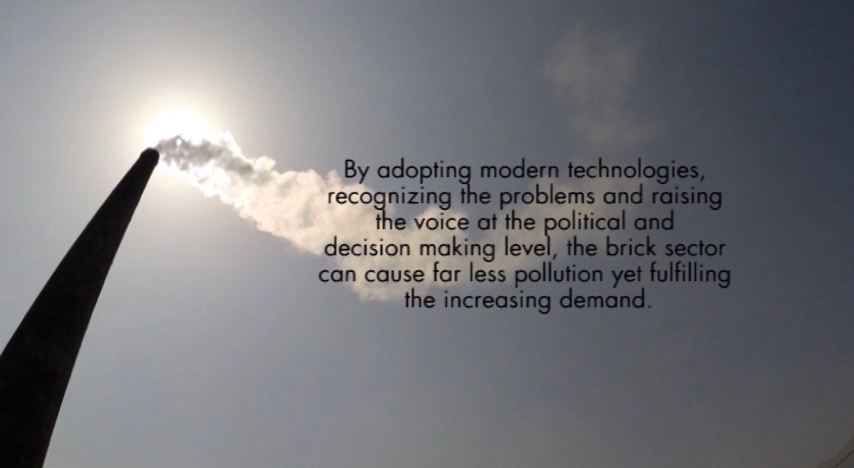 By adopting modern technologies,
recognizing the problems and raising
the voice at the political and
decision making level, the brick sector
can cause far less pollution yet fulfilling
the increasing demand.